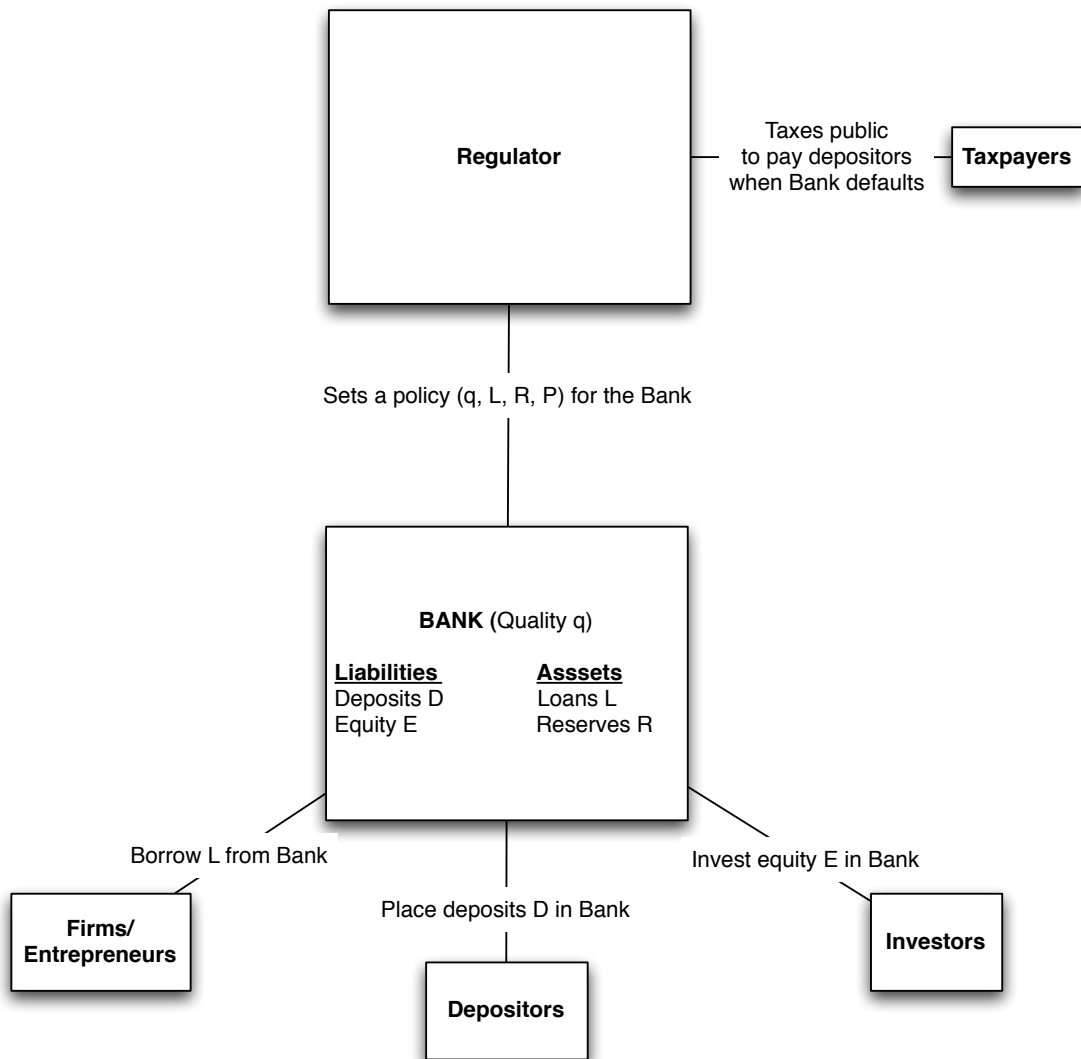 Regulator
Taxes public
to pay depositors
when Bank defaults
Taxpayers
Sets a policy (q, L, R, P) for the Bank
BANK (Quality q)
Liabilities
Deposits D
Equity E
Asssets
Loans L
Reserves R
Borrow L from Bank
Place deposits D in Bank
Invest equity E in Bank
Firms/
Entrepreneurs
Depositors
Investors